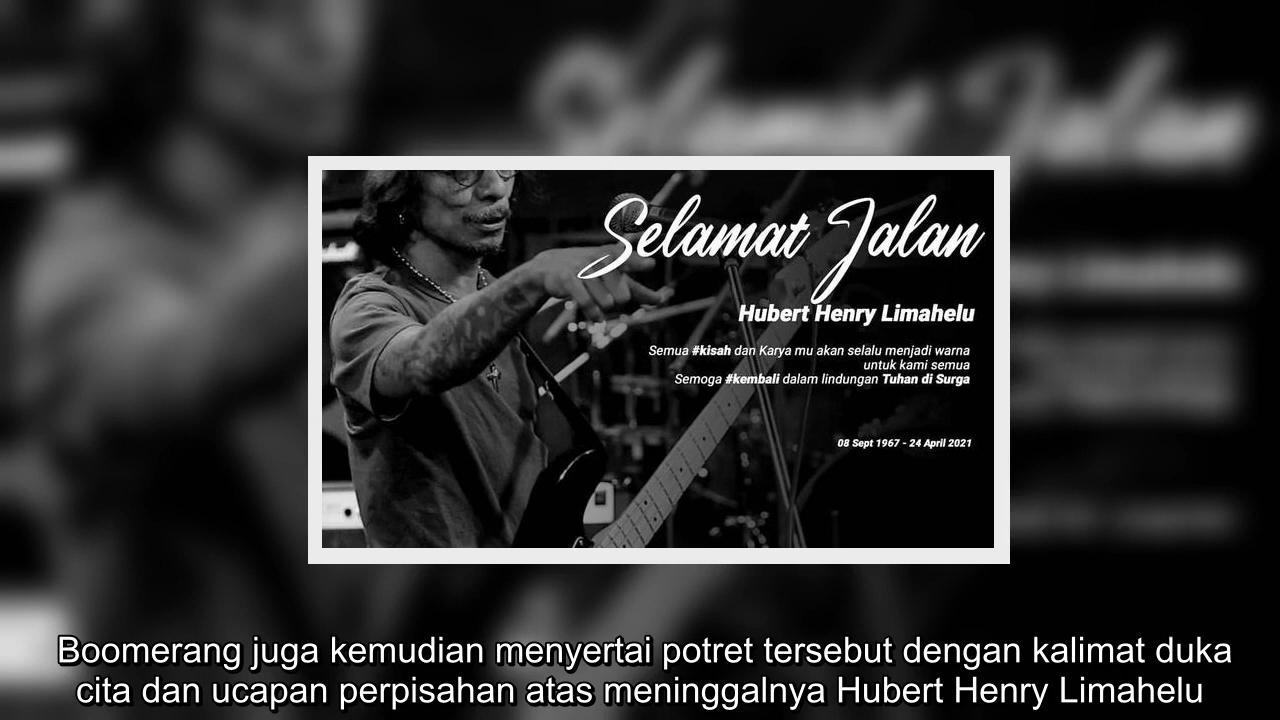 Selamat Jalan
Hubert Henry Limahelu
Semua #kisah dan Karya mu akan selalu menjadi warna
untuk kami semua
Semoga #kembali dalam lindungan Tuhan di Surga
08 Sept 1967 - 24 April 2021
Boomerang juga kemudian menyertai potret tersebut dengan kalimat duka
cita dan ucapan perpisahan atas meninggalnya Hubert Henry Limahelu